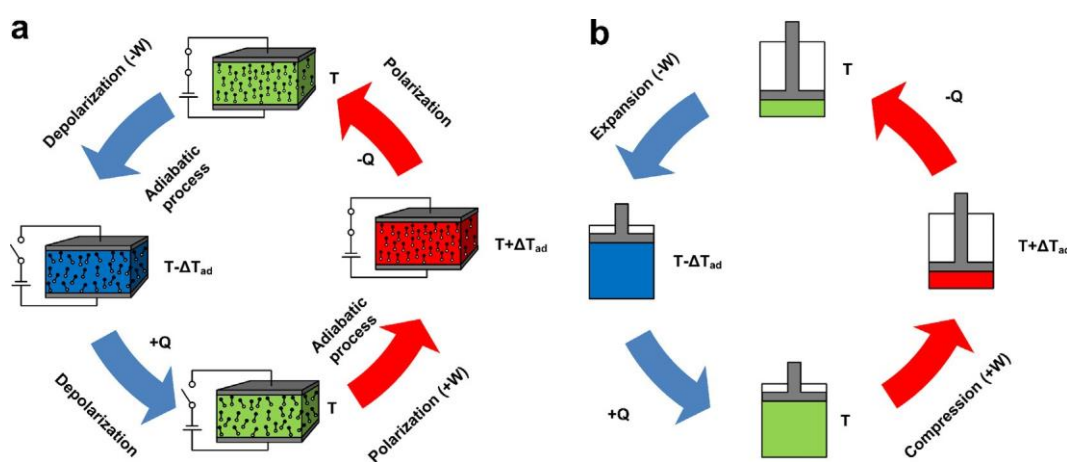 a
Depolarization (-W)
Adiabatic
process
T
Polarization
-Q
T-ΔTad
T+ΔTad
+Q
Depolarization
T
Adiabatic
process
Polarization (+W)
b
Expansion (-W)
T
-Q
T-ΔTad
T+ΔTad
+Q
T
Compression (+W)